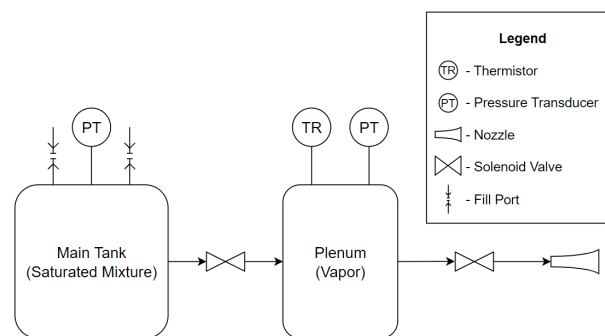 Legend
TR - Thermistor
PT - Pressure Transducer
- Nozzle
- Solenoid Valve
- Fill Port
PT
TR PT
Main Tank
(Saturated Mixture)
Plenum
(Vapor)